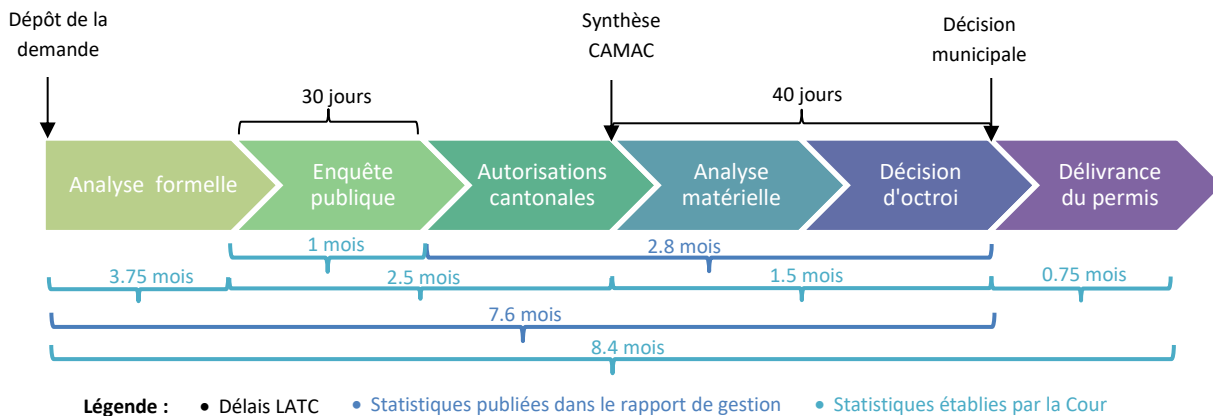 Dépôt de la
demande
Synthèse
CAMAC
Décision
municipale
30 jours
40 jours
Analyse formelle
Enquête
publique
Autorisations
cantonales
Analyse
matérielle
Décision
d'octroi
Délivrance
du permis
1 mois
2.8 mois
3.75 mois
2.5 mois
1.5 mois
0.75 mois
7.6 mois
8.4 mois
Légende : • Délais LATC • Statistiques publiées dans le rapport de gestion • Statistiques établies par la Cour